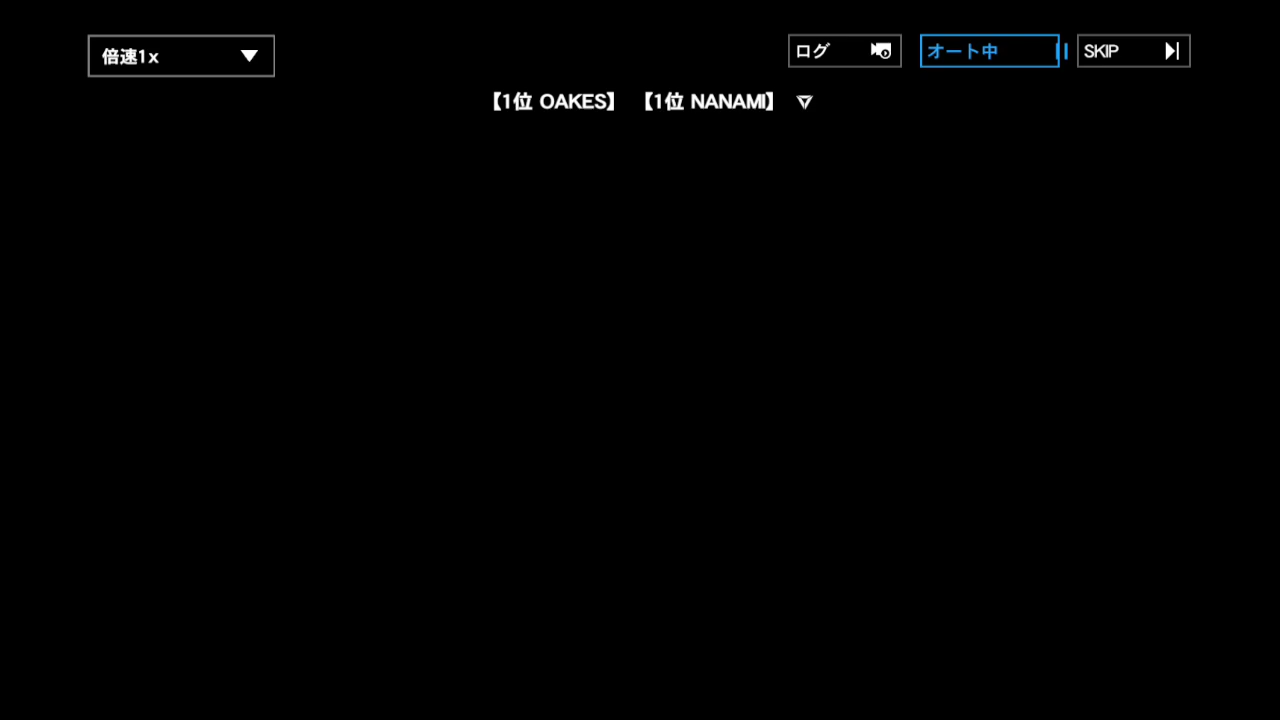 倍速1x
ログ
オート中
SKIP
【1位 OAKES】 【1位 NANAMI】